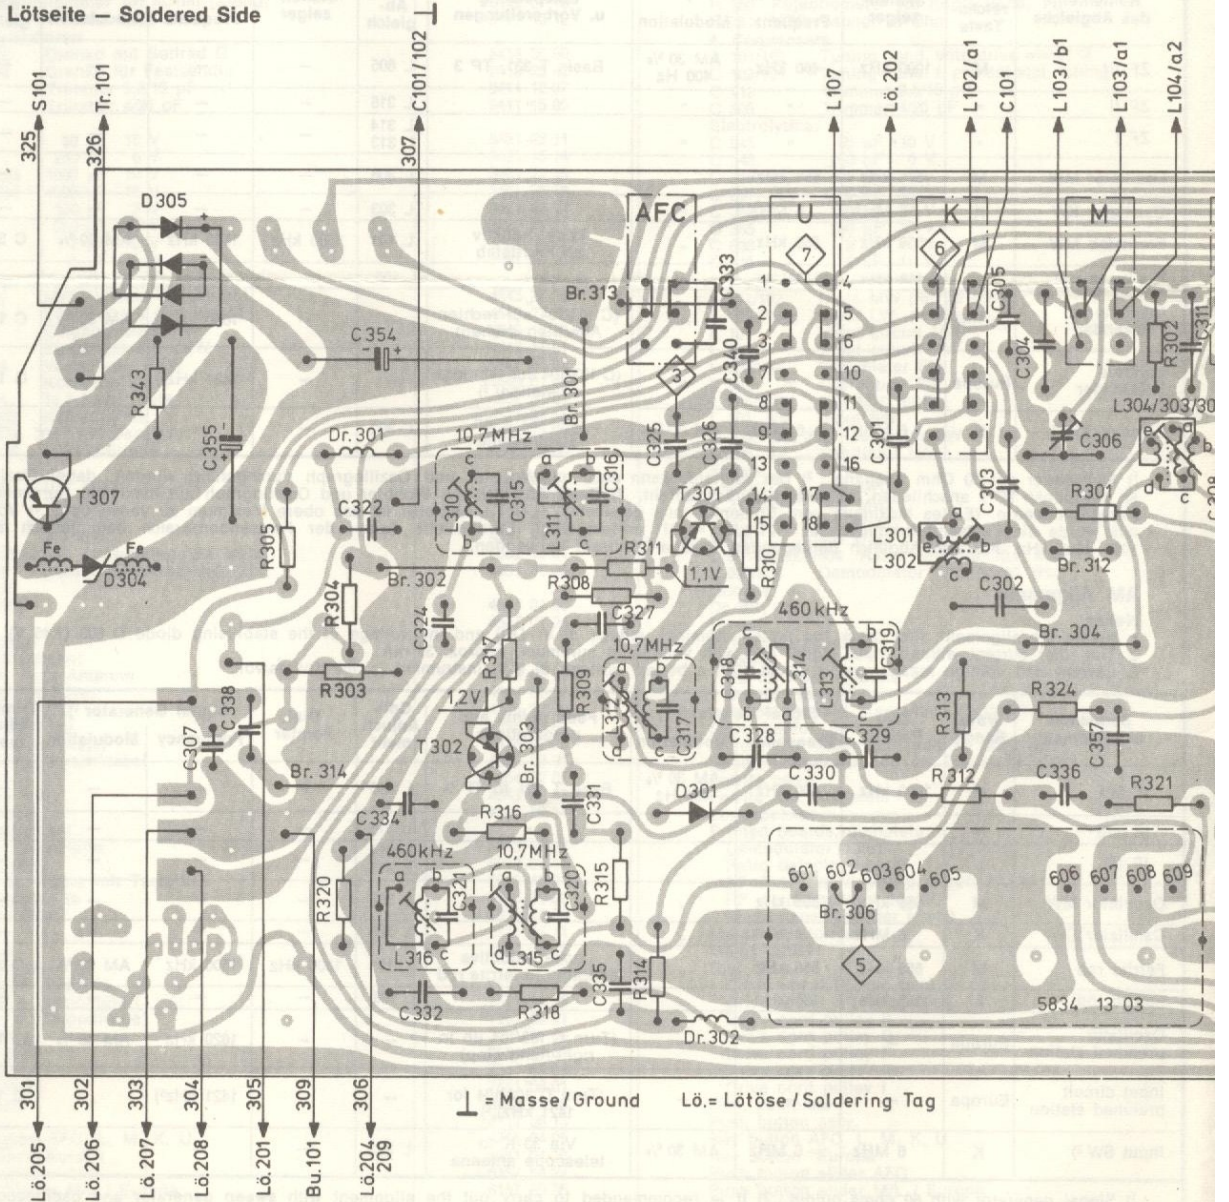 Lötseite — Soldered Side
S101
Tr.101
C101/102
L107
Lö.202
L102/a1
C101
L103/b1
L103/a1
L104/a2
325
326
307
D305
AFC
U
K
M
7
6
Br.313
C333
1
4
2
5
3
6
7
10
8
11
9
12
13
16
14
17
15
18
C305
C304
R302
C311
C354
C340
3
R343
Br.301
C355
Dr.301
10,7MHz
C325
C326
C301
C306
L304/303/30
e
a
b
d
c
T307
C322
L310
c
b
C315
L311
a
c
C316
T301
C303
R301
C308
Fe
Fe
D304
R305
R311
R310
L301
L302
a
e
b
c
Br.312
Br.302
R308
1,1V
C302
R304
C324
R317
C327
460kHz
Br.304
10,7MHz
C318
c
b
L314
a
L313
b
a
c
C319
R303
R309
a
b
L312
d
c
C317
R313
R324
C338
1,2V
C307
T302
Br.303
C328
C329
C357
Br.314
C331
D301
C330
R312
C336
R321
C334
R316
460kHz
10,7MHz
R315
601
602
603
604
605
606
607
608
609
Br.306
R320
a
b
C321
L316
c
a
b
C320
L315
d
c
5
C335
R314
5834 13 03
C332
R318
Dr.302
301
302
303
304
305
309
306
⊥ = Masse/Ground
Lö.= Lötöse/Soldering Tag
Lö.205
Lö.206
Lö.207
Lö.208
Lö.201
Bu.101
Lö.204
209